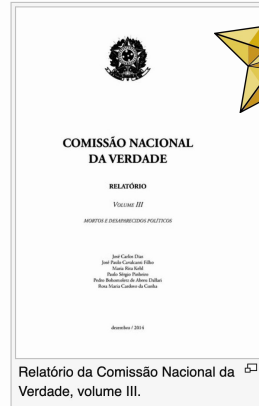 COMISSÃO NACIONAL
DA VERDADE
RELATÓRIO
VOLUME III
MORTOS E DESAPARECIDOS POLÍTICOS
José Carlos Dias
José Paulo Cavalcanti Filho
Maria Rita Kehl
Paulo Sérgio Pinheiro
Pedro Bohomoletz de Abreu Dallari
Rosa Maria Cardoso da Cunha
dezembro / 2014
Relatório da Comissão Nacional da
Verdade, volume III.